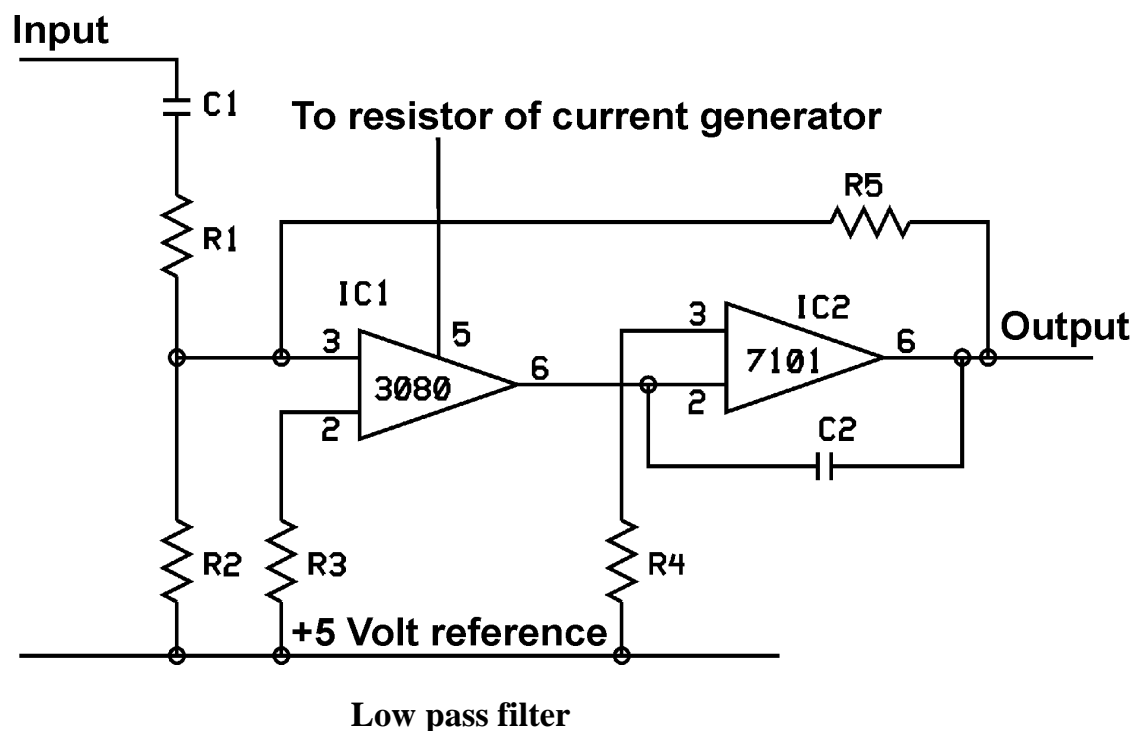 Input
C1
To resistor of current generator
R5
R1
IC1
5
3
3080
6
2
3
IC2
7101
6
Output
2
C2
R2
R3
R4
+5 Volt reference
Low pass filter